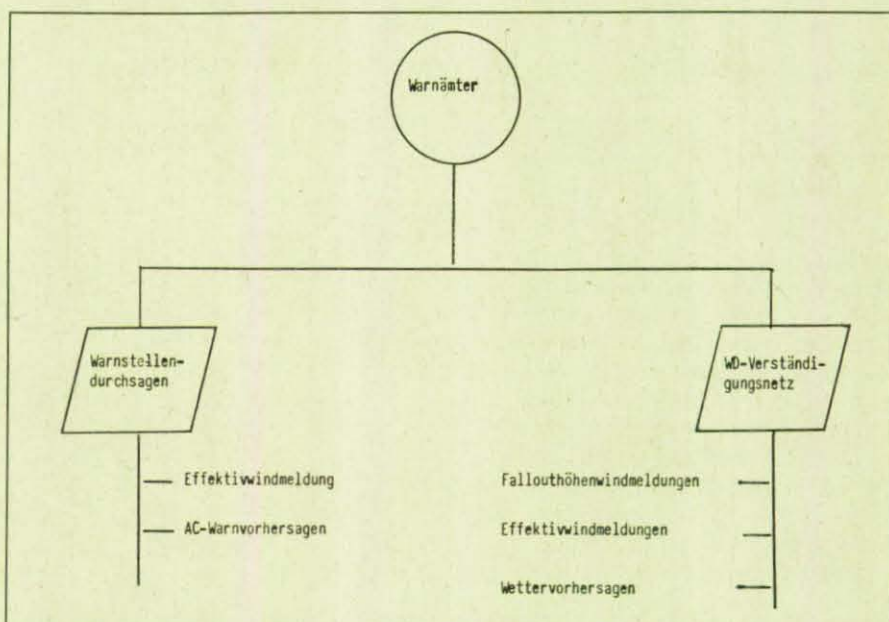 Warnämter
Warnstellen-
durchsagen
Effektivwindmeldung
AC-Warnvorhersagen
WD-Verständi-
gungsnetz
Fallouthöhenwindmeldungen
Effektivwindmeldungen
Wettervorhersagen